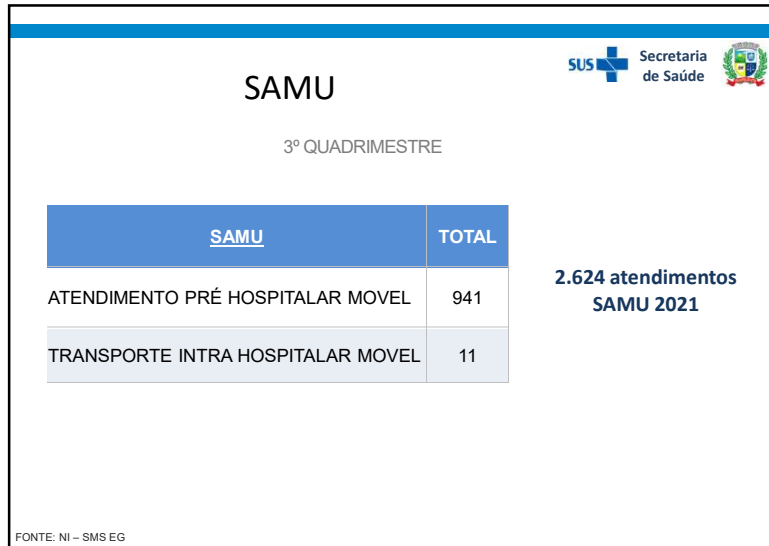 SUS
Secretaria
de Saúde
SAMU
3º QUADRIMESTRE
SAMU TOTAL
ATENDIMENTO PRÉ HOSPITALAR MOVEL 941
TRANSPORTE INTRA HOSPITALAR MOVEL 11
2.624 atendimentos
SAMU 2021
FONTE: NI – SMS EG